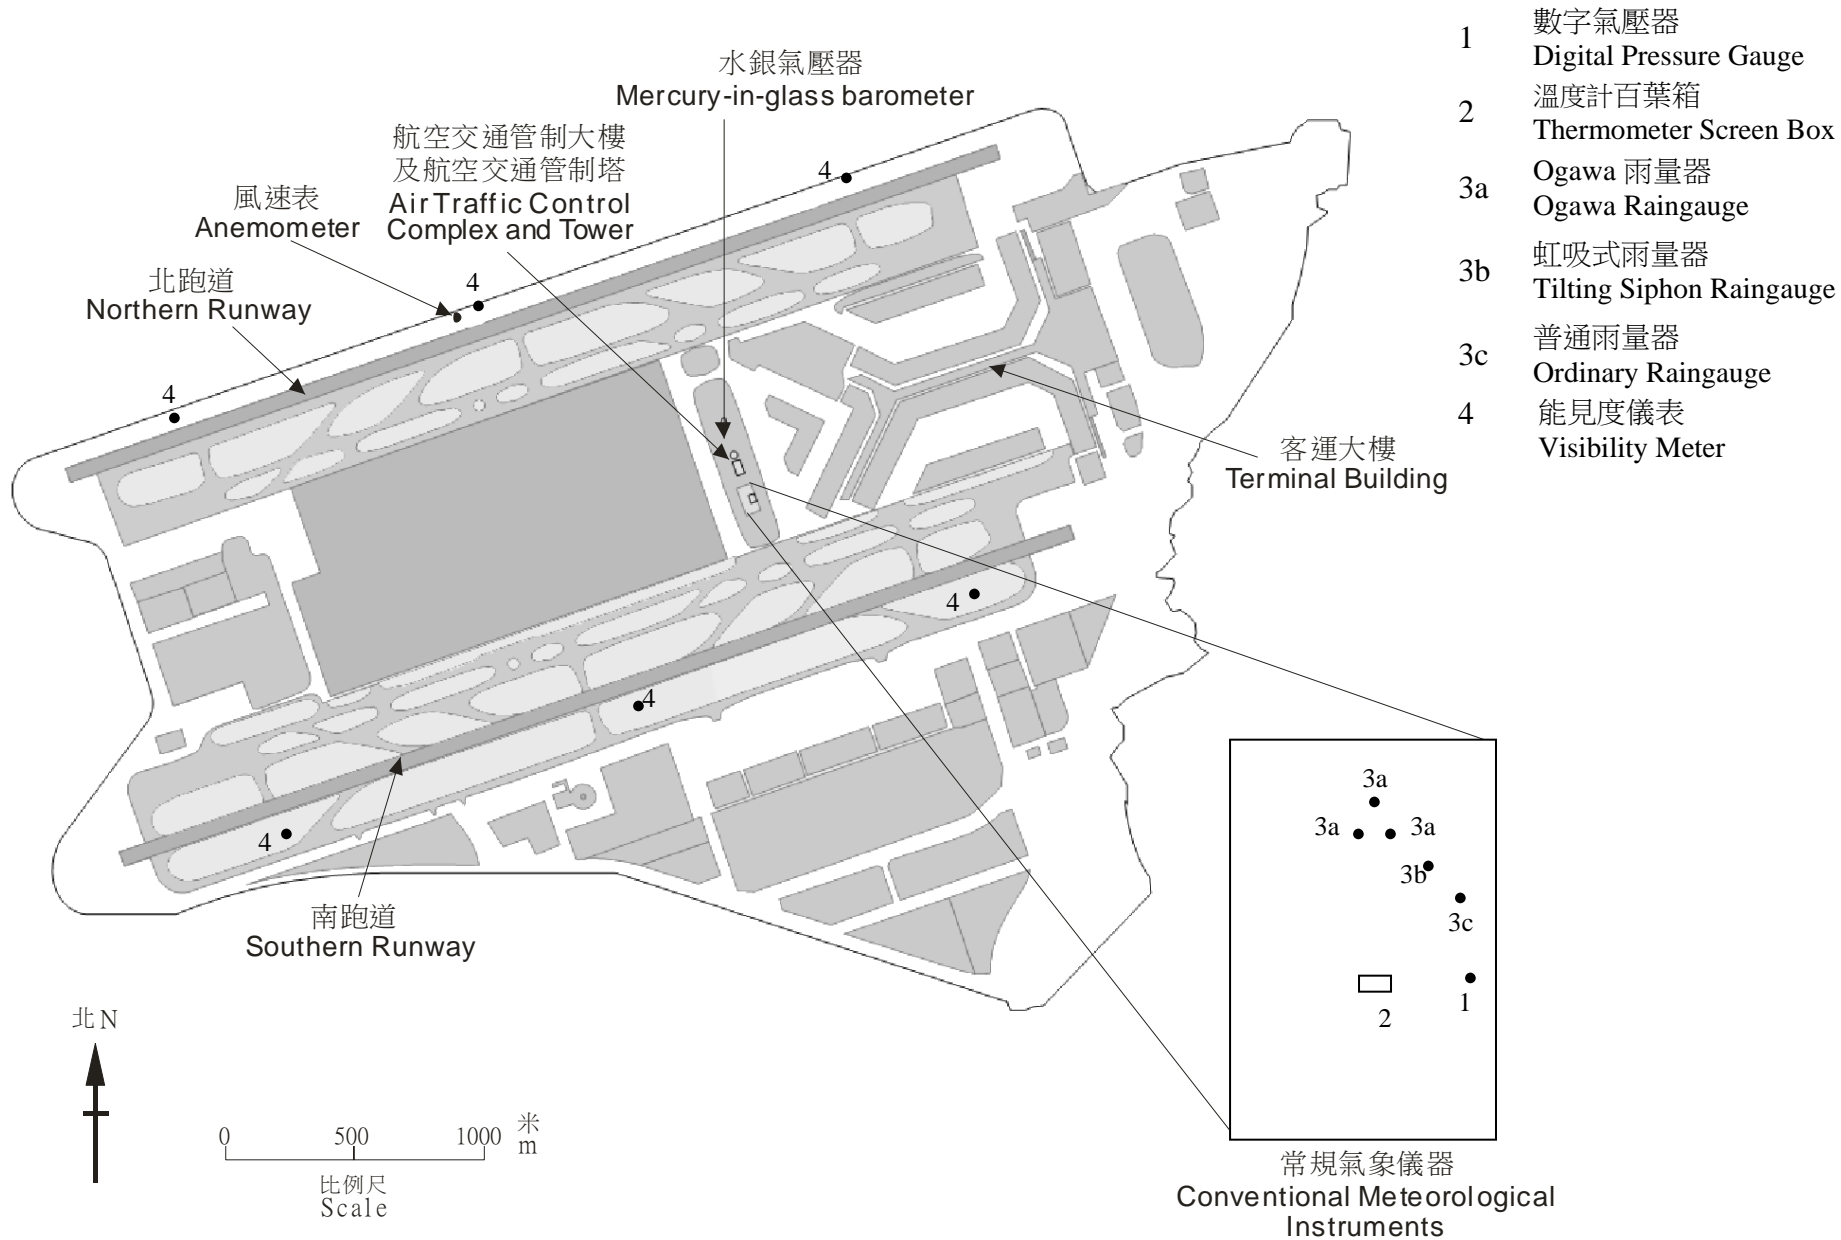 水銀氣壓器
Mercury-in-glass barometer
航空交通管制大樓
及航空交通管制塔
Air Traffic Control
Complex and Tower
風速表
Anemometer
北跑道
Northern Runway
4
4
4
客運大樓
Terminal Building
4
4
4
南跑道
Southern Runway
北N
0 500 1000 米
m
比例尺
Scale
3a
3a 3a
3b
3c
1
2
常規氣象儀器
Conventional Meteorological
Instruments
1 數字氣壓器
Digital Pressure Gauge
2 溫度計百葉箱
Thermometer Screen Box
3a Ogawa 雨量器
Ogawa Raingauge
3b 虹吸式雨量器
Tilting Siphon Raingauge
3c 普通雨量器
Ordinary Raingauge
4 能見度儀表
Visibility Meter